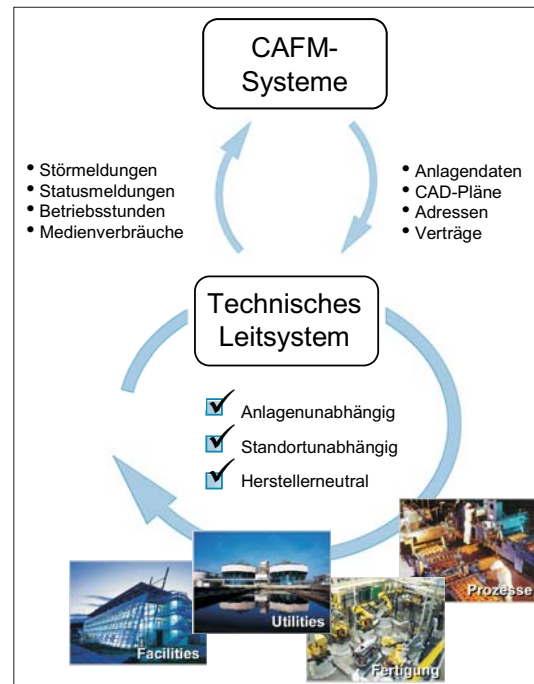 CAFM-
Systeme
• Störmeldungen
• Statusmeldungen
• Betriebsstunden
• Medienverbräuche
• Anlagendaten
• CAD-Pläne
• Adressen
• Verträge
Technisches
Leitsystem
Anlagenunabhängig
Standortunabhängig
Herstellerneutral
Facilities
Utilities
Fertigung
Prozesse